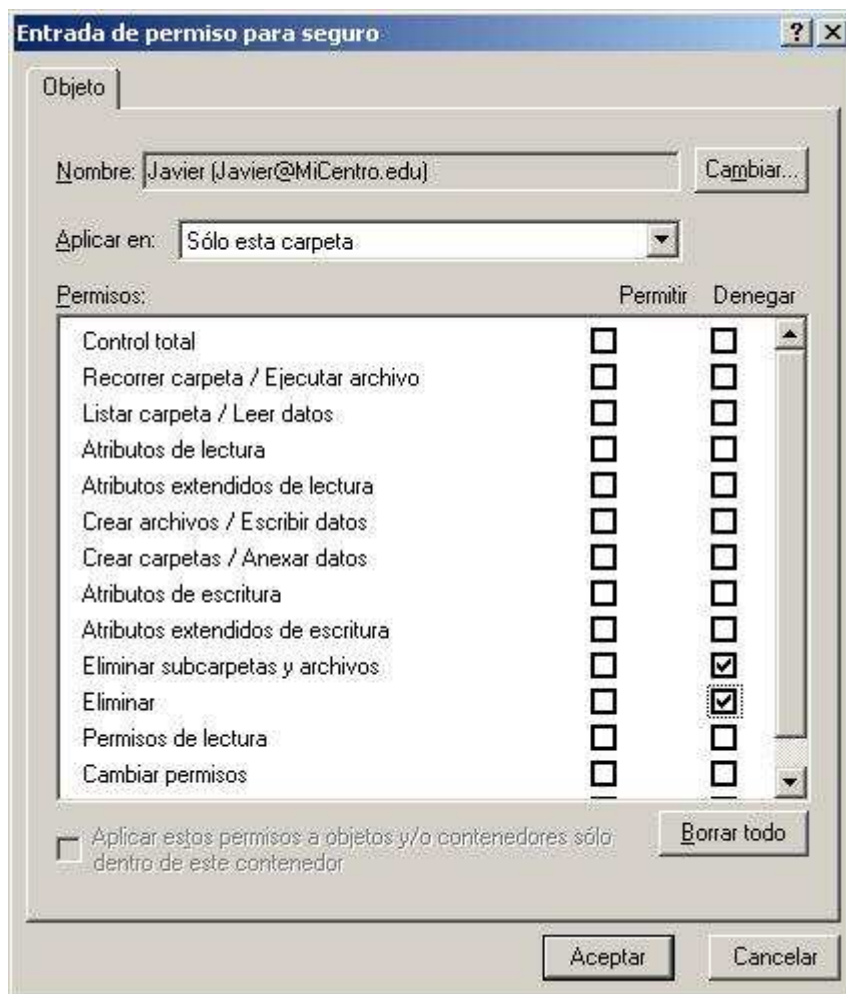 Entrada de permiso para seguro
Objeto
Nombre: Javier (Javier@MiCentro.edu) Cambiar...
Aplicar en: Sólo esta carpeta
Permisos: Permitir Denegar
Control total
Recorrer carpeta / Ejecutar archivo
Listar carpeta / Leer datos
Atributos de lectura
Atributos extendidos de lectura
Crear archivos / Escribir datos
Crear carpetas / Anexar datos
Atributos de escritura
Atributos extendidos de escritura
Eliminar subcarpetas y archivos
Eliminar
Permisos de lectura
Cambiar permisos
Aplicar estos permisos a objetos y/o contenedores sólo
dentro de este contenedor
Borrar todo
Aceptar Cancelar